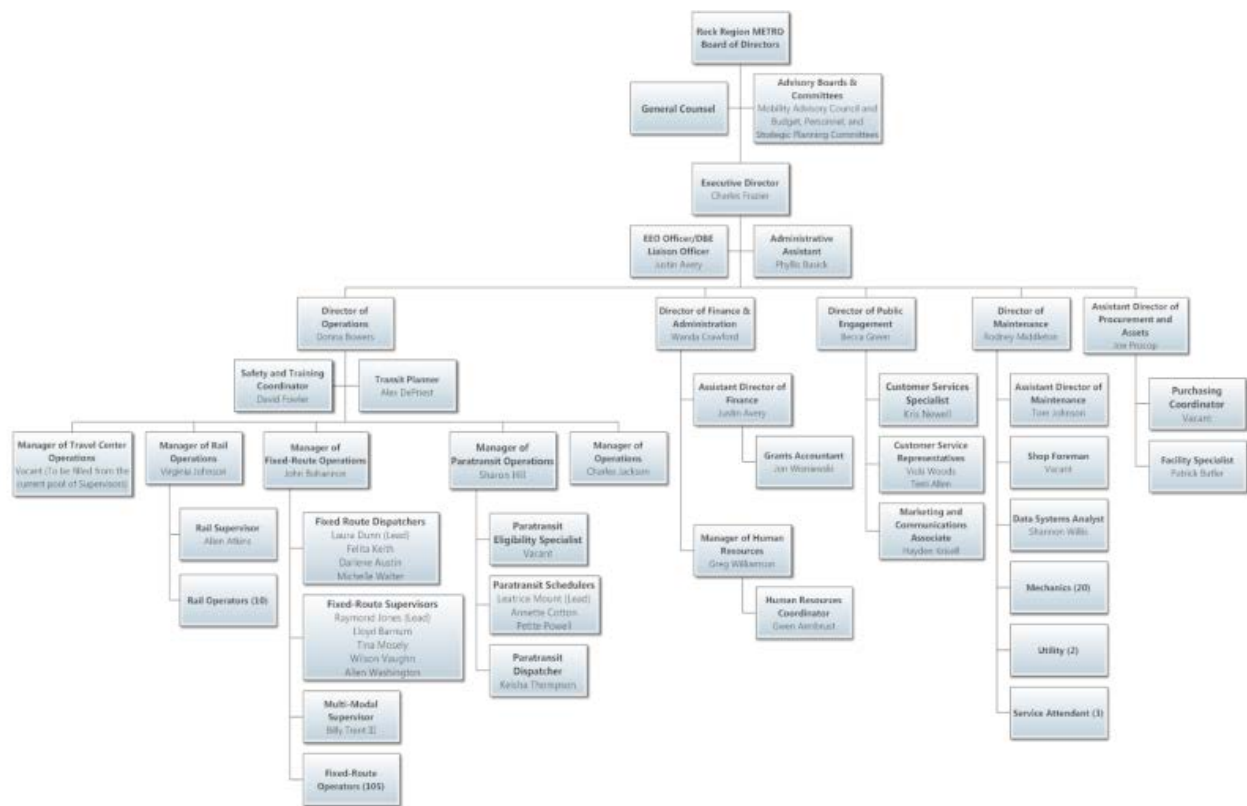 Rock Region METRO
Board of Directors
General Counsel
Advisory Boards &
Committees
Mobility Advisory Council and
Budget, Personnel, and
Strategic Planning Committees
Executive Director
Charles Frazier
EEO Officer/DBE
Liaison Officer
Justin Avery
Administrative
Assistant
Phyllis
Director of
Operations
Donna Bowers
Director of Finance &
Administration
Wanda Crawford
Director of Public
Engagement
Becca Green
Director of
Maintenance
Rodney Middleton
Assistant Director of
Procurement and
Assets
Joe
Safety and Training
Coordinator
David Fowler
Transit Planner
Alex DePriest
Manager of Travel Center
Operations
Vacant (To be filled from the
current pool of Supervisors)
Manager of Rail
Operations
Virginia Johnson
Manager of
Fixed-Route Operations
John
Manager of
Paratransit Operations
Sharon Hill
Manager of
Operations
Charles Jackson
Rail Supervisor
Allen Atkins
Rail Operators (10)
Fixed Route Dispatchers
Laura Dunn (Lead)
Felita Keith
Darlene Austin
Michelle Walter
Fixed-Route Supervisors
Raymond Jones (Lead)
Lloyd Barnum
Tina Mosely
Wilson Vaughn
Allen Washington
Multi-Modal
Supervisor
Billy Trent III
Fixed-Route
Operators (105)
Paratransit
Eligibility Specialist
Vacant
Paratransit Schedulers
Leatrice Mount (Lead)
Annette Cotton
Petite Powell
Paratransit
Dispatcher
Keisha Thompson
Assistant Director of
Finance
Justin Avery
Grants Accountant
Jon Wisniewski
Manager of Human
Resources
Greg Williamson
Human Resources
Coordinator
Gwen Armbrust
Customer Services
Specialist
Kris Nowell
Customer Service
Representatives
Vicki Woods
Terri Allen
Marketing and
Communications
Associate
Hayden
Assistant Director of
Maintenance
Tom Johnson
Shop Foreman
Vacant
Data Systems Analyst
Shannon Willis
Mechanics (20)
Utility (2)
Service Attendant (3)
Purchasing
Coordinator
Vacant
Facility Specialist
Patrick Butler